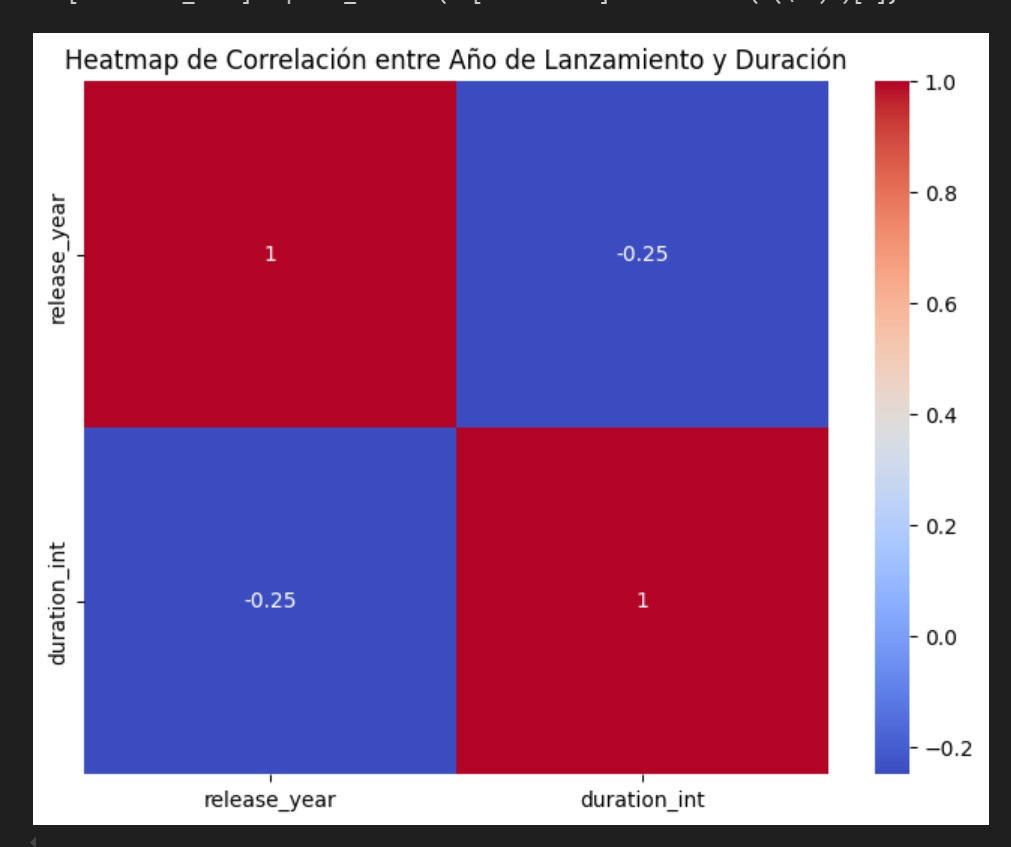 Heatmap de Correlación entre Año de Lanzamiento y Duración
1.0
0.8
0.6
0.4
0.2
0.0
−0.2
release_year
1
-0.25
duration_int
-0.25
1
release_year
duration_int